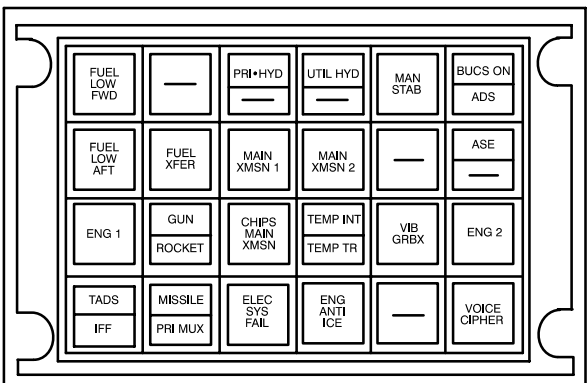 FUEL
LOW
FWD
—
PRI•HYD
—
UTIL HYD
—
MAN
STAB
BUCS ON
ADS
FUEL
LOW
AFT
FUEL
XFER
MAIN
XMSN 1
MAIN
XMSN 2
—
ASE
—
ENG 1
GUN
ROCKET
CHIPS
MAIN
XMSN
TEMP INT
TEMP TR
VIB
GRBX
ENG 2
TADS
IFF
MISSILE
PRI MUX
ELEC
SYS
FAIL
ENG
ANTI
ICE
—
VOICE
CIPHER